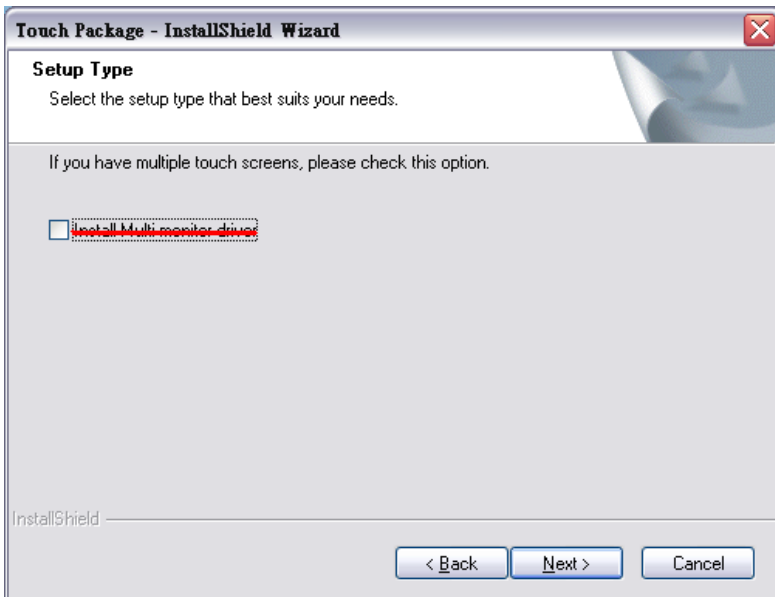 Touch Package - InstallShield Wizard
Setup Type
Select the setup type that best suits your needs.
If you have multiple touch screens, please check this option.
Install Multi monitor driver
InstallShield
< Back
Next >
Cancel